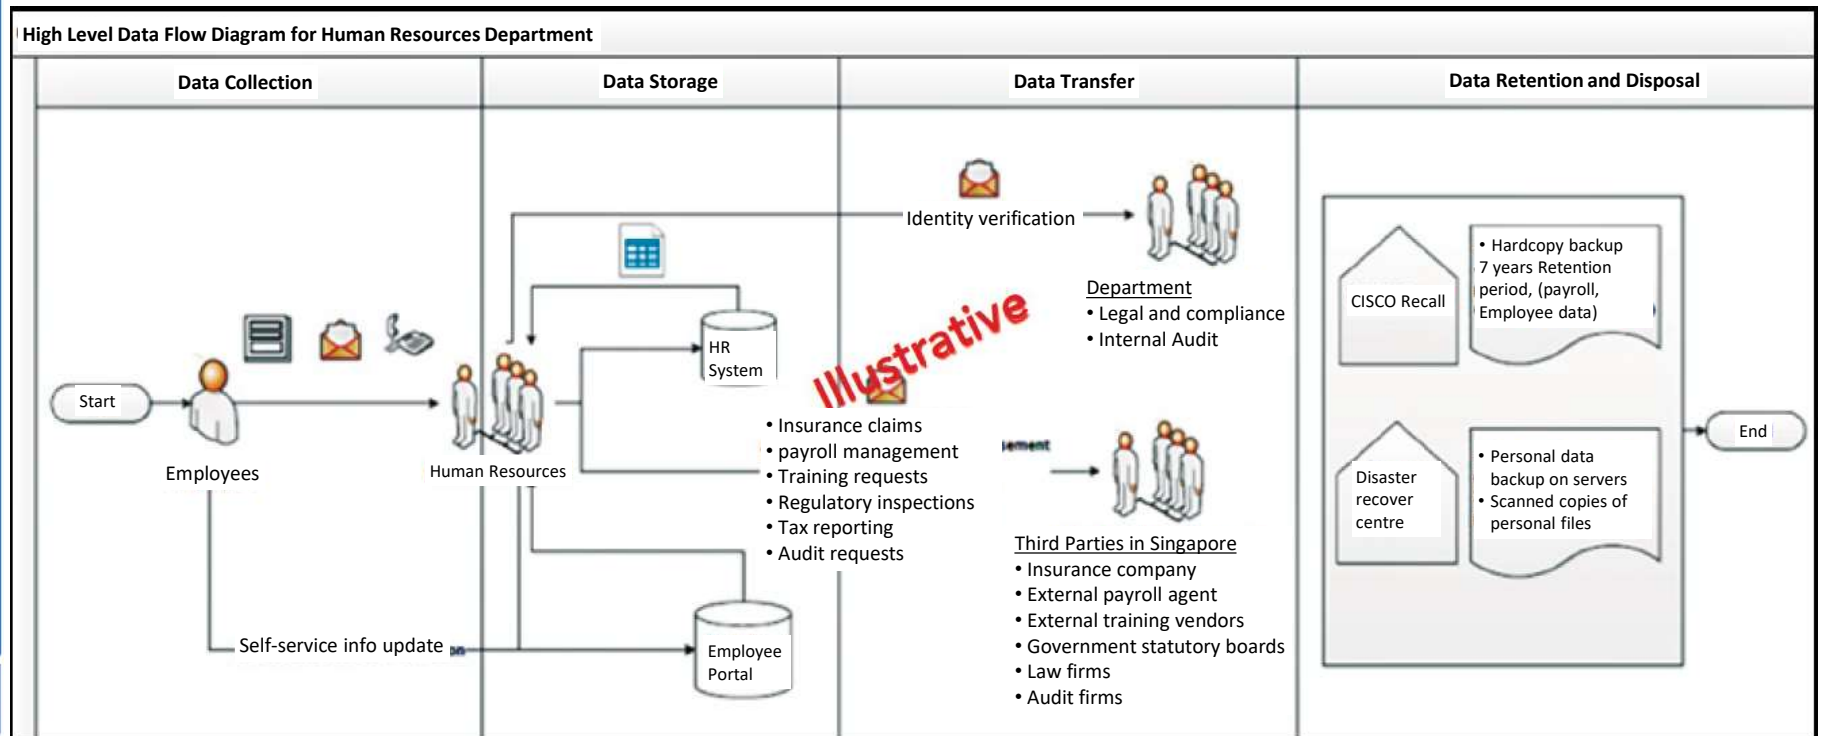 High Level Data Flow Diagram for Human Resources Department
Data Collection
Data Storage
Data Transfer
Data Retention and Disposal
Start
Employees
Self-service info update
Human Resources
HR
System
Employee
Portal
Identity verification
Department
• Legal and compliance
• Internal Audit
Illustrative
• Insurance claims
• payroll management
• Training requests
• Regulatory inspections
• Tax reporting
• Audit requests
Third Parties in Singapore
• Insurance company
• External payroll agent
• External training vendors
• Government statutory boards
• Law firms
• Audit firms
CISCO Recall
• Hardcopy backup
7 years Retention
period, (payroll,
Employee data)
Disaster
recover
centre
• Personal data
backup on servers
• Scanned copies of
personal files
End